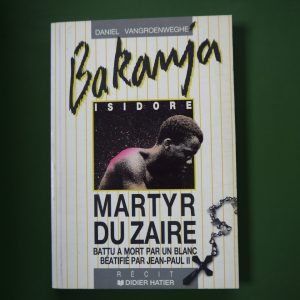 DANIEL VANGROENWEGHE
Bakanja
ISIDORE
MARTYR
DU ZAIRE
BATTU A MORT PAR UN BLANC
BÉATIFIÉ PAR JEAN-PAUL II
RÉCIT
DIDIER HATIER